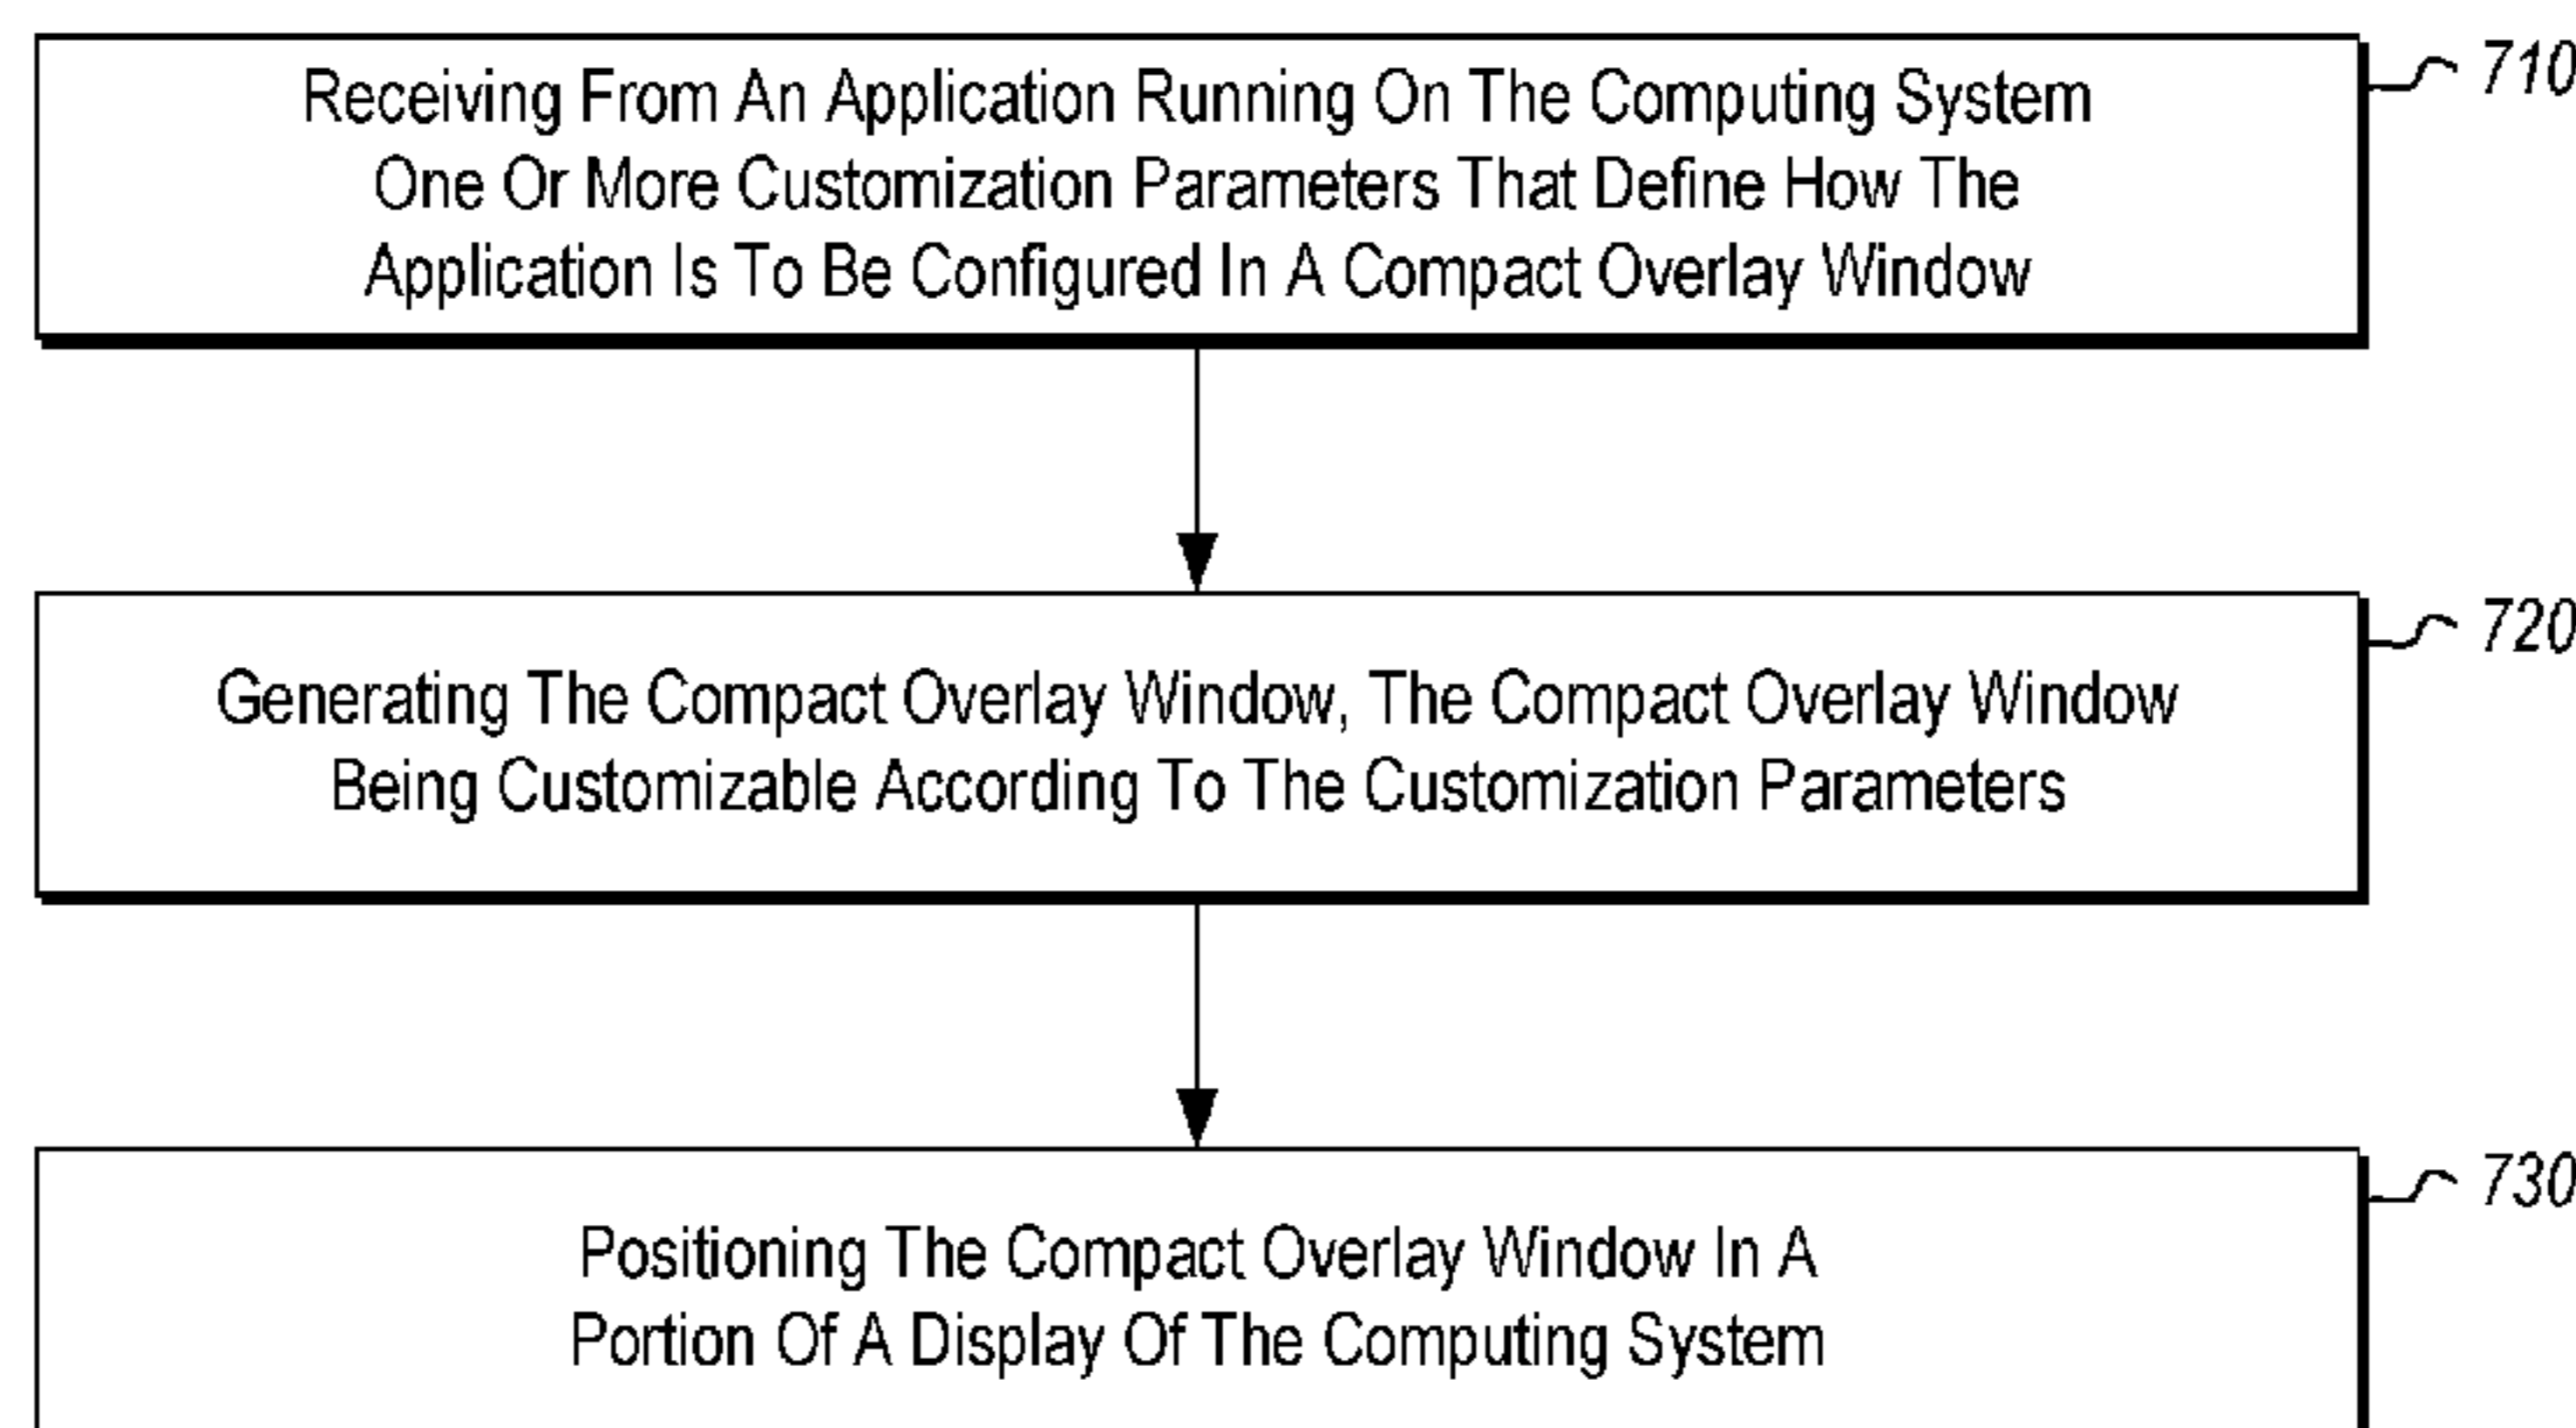 Receiving From An Application Running On The Computing System
One Or More Customization Parameters That Define How The
Application Is To Be Configured In A Compact Overlay Window
710
Generating The Compact Overlay Window, The Compact Overlay Window
Being Customizable According To The Customization Parameters
720
Positioning The Compact Overlay Window In A
Portion Of A Display Of The Computing System
730